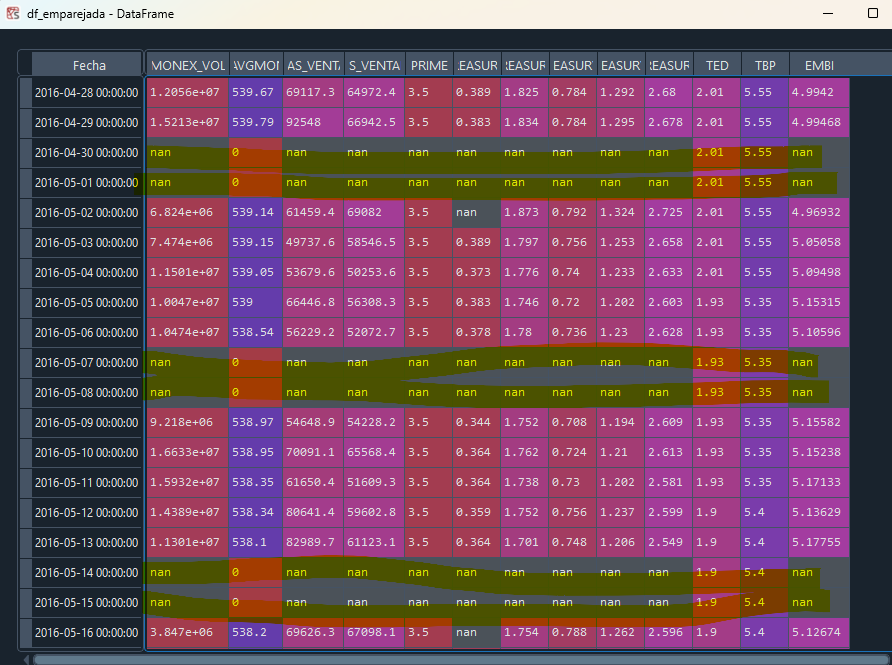 df_emparejada - DataFrame
Fecha MONEX_VOL AVGMON AS_VENTA S_VENTA PRIME EASUR EASUR EASUR EASUR EASUR TED TBP EMBI
2016-04-28 00:00:00 1.2056e+07 539.67 69117.3 64972.4 3.5 0.389 1.825 0.784 1.292 2.68 2.01 5.55 4.9942
2016-04-29 00:00:00 1.5213e+07 539.79 92548 66942.5 3.5 0.383 1.834 0.784 1.295 2.678 2.01 5.55 4.99468
2016-04-30 00:00:00 nan 0 nan nan nan nan nan nan nan nan 2.01 5.55 nan
2016-05-01 00:00:00 nan 0 nan nan nan nan nan nan nan nan 2.01 5.55 nan
2016-05-02 00:00:00 6.824e+06 539.14 61459.4 69082 3.5 nan 1.873 0.792 1.324 2.725 2.01 5.55 4.96932
2016-05-03 00:00:00 7.474e+06 539.15 49737.6 58546.5 3.5 0.389 1.797 0.756 1.253 2.658 2.01 5.55 5.05058
2016-05-04 00:00:00 1.1501e+07 539.05 53679.6 50253.6 3.5 0.373 1.776 0.74 1.233 2.633 2.01 5.55 5.09498
2016-05-05 00:00:00 1.0047e+07 539 66446.8 56308.3 3.5 0.383 1.746 0.72 1.202 2.603 1.93 5.35 5.15315
2016-05-06 00:00:00 1.0474e+07 538.54 56229.2 52072.7 3.5 0.378 1.78 0.736 1.23 2.628 1.93 5.35 5.10596
2016-05-07 00:00:00 nan 0 nan nan nan nan nan nan nan nan 1.93 5.35 nan
2016-05-08 00:00:00 nan 0 nan nan nan nan nan nan nan nan 1.93 5.35 nan
2016-05-09 00:00:00 9.218e+06 538.97 54648.9 54228.2 3.5 0.344 1.752 0.708 1.194 2.609 1.93 5.35 5.15582
2016-05-10 00:00:00 1.6633e+07 538.95 70091.1 65568.4 3.5 0.364 1.762 0.724 1.21 2.613 1.93 5.35 5.15238
2016-05-11 00:00:00 1.5932e+07 538.35 61650.4 51609.3 3.5 0.364 1.738 0.73 1.202 2.581 1.93 5.35 5.17133
2016-05-12 00:00:00 1.4389e+07 538.34 80641.4 59602.8 3.5 0.359 1.752 0.756 1.237 2.599 1.9 5.4 5.13629
2016-05-13 00:00:00 1.1301e+07 538.1 82989.7 61123.1 3.5 0.364 1.701 0.748 1.206 2.549 1.9 5.4 5.17755
2016-05-14 00:00:00 nan 0 nan nan nan nan nan nan nan nan 1.9 5.4 nan
2016-05-15 00:00:00 nan 0 nan nan nan nan nan nan nan nan 1.9 5.4 nan
2016-05-16 00:00:00 3.847e+06 538.2 69626.3 67098.1 3.5 nan 1.754 0.788 1.262 2.596 1.9 5.4 5.12674